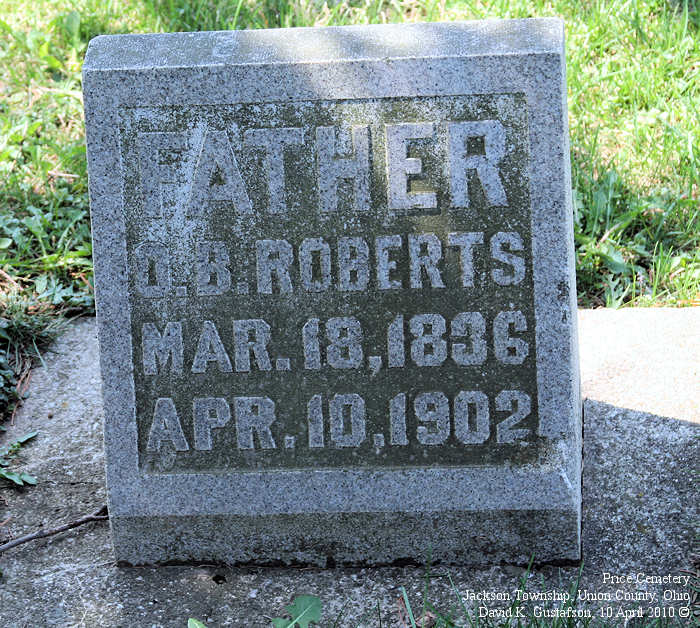 FATHER
O.B. ROBERTS
MAR. 18, 1836
APR. 10, 1902
Price Cemetery
Jackson Township, Union County, Ohio
David K. Gustafson, 10 April 2010 ©